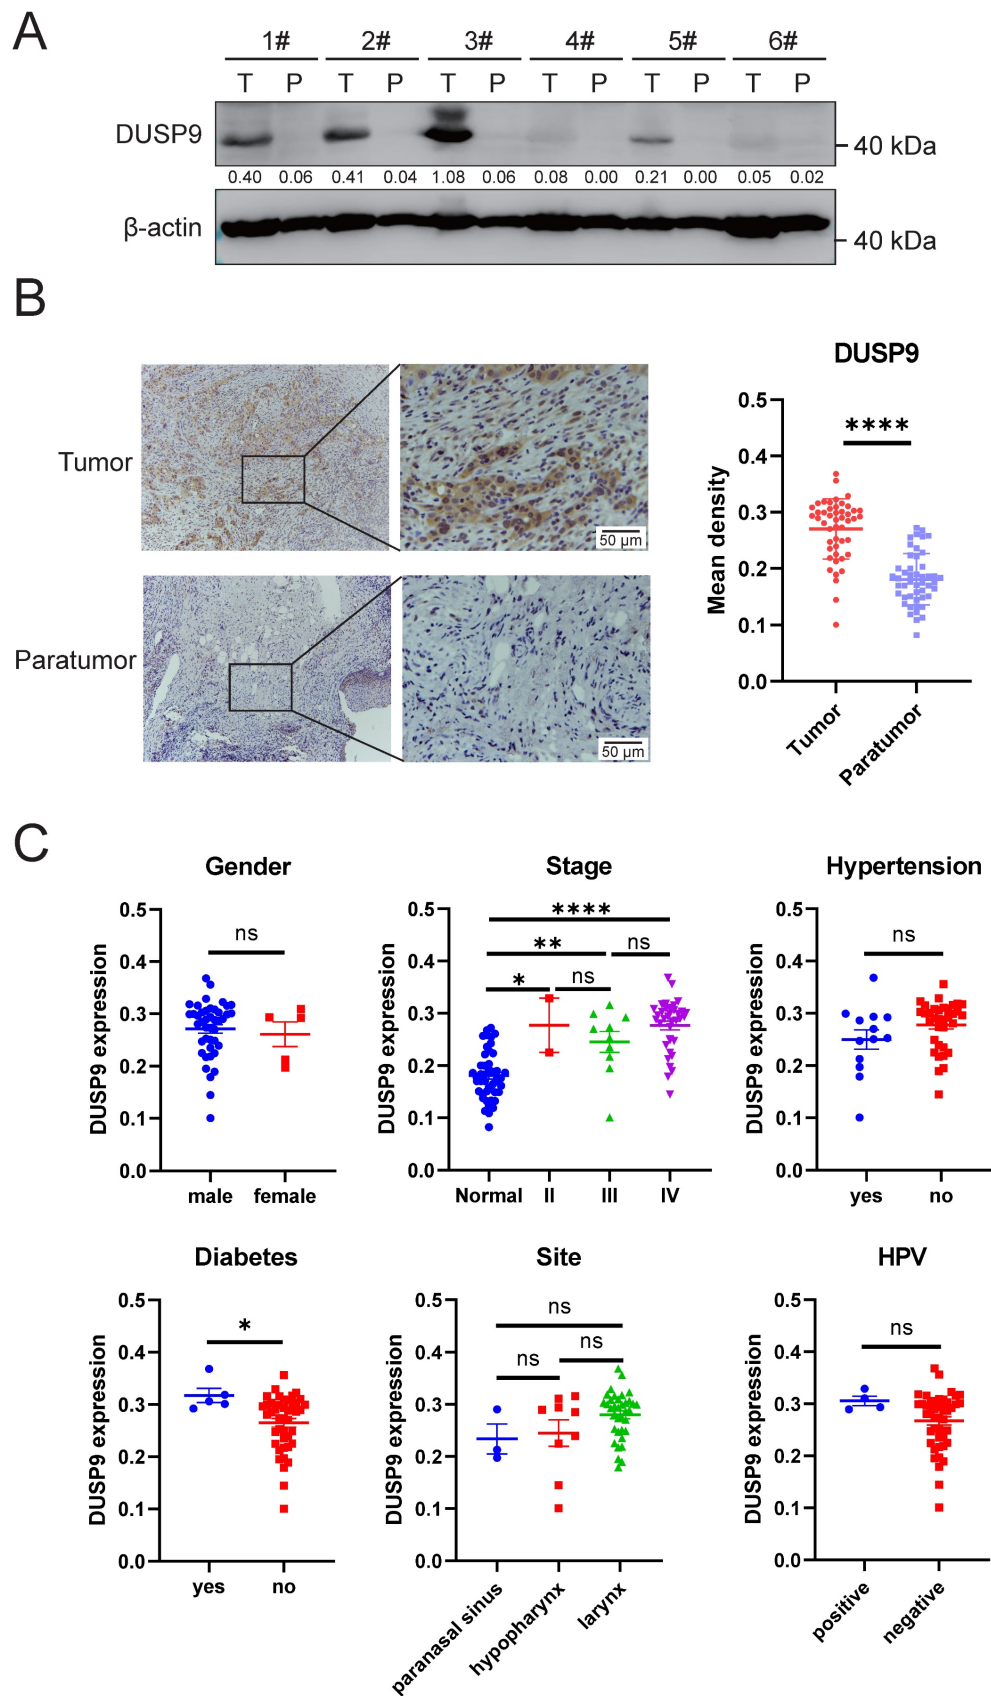 A
1# 2# 3# 4# 5# 6#
T P T P T P T P T P T P
DUSP9
40 kDa
0.40 0.06 0.41 0.04 1.08 0.06 0.08 0.00 0.21 0.00 0.05 0.02
β-actin
40 kDa
B
Tumor
50 μm
Paratumor
50 μm
DUSP9
Mean density
0.5
0.4
0.3
0.2
0.1
0.0
****
Tumor
Paratumor
C
Gender
DUSP9 expression
0.5
0.4
0.3
0.2
0.1
0.0
ns
male female
Stage
DUSP9 expression
0.5
0.4
0.3
0.2
0.1
0.0
****
** ns
* ns
Normal II III IV
Hypertension
DUSP9 expression
0.5
0.4
0.3
0.2
0.1
0.0
ns
yes no
Diabetes
DUSP9 expression
0.5
0.4
0.3
0.2
0.1
0.0
*
yes no
Site
DUSP9 expression
0.5
0.4
0.3
0.2
0.1
0.0
ns
ns
ns
paranasal sinus
hypopharynx
larynx
HPV
DUSP9 expression
0.5
0.4
0.3
0.2
0.1
0.0
ns
positive
negative